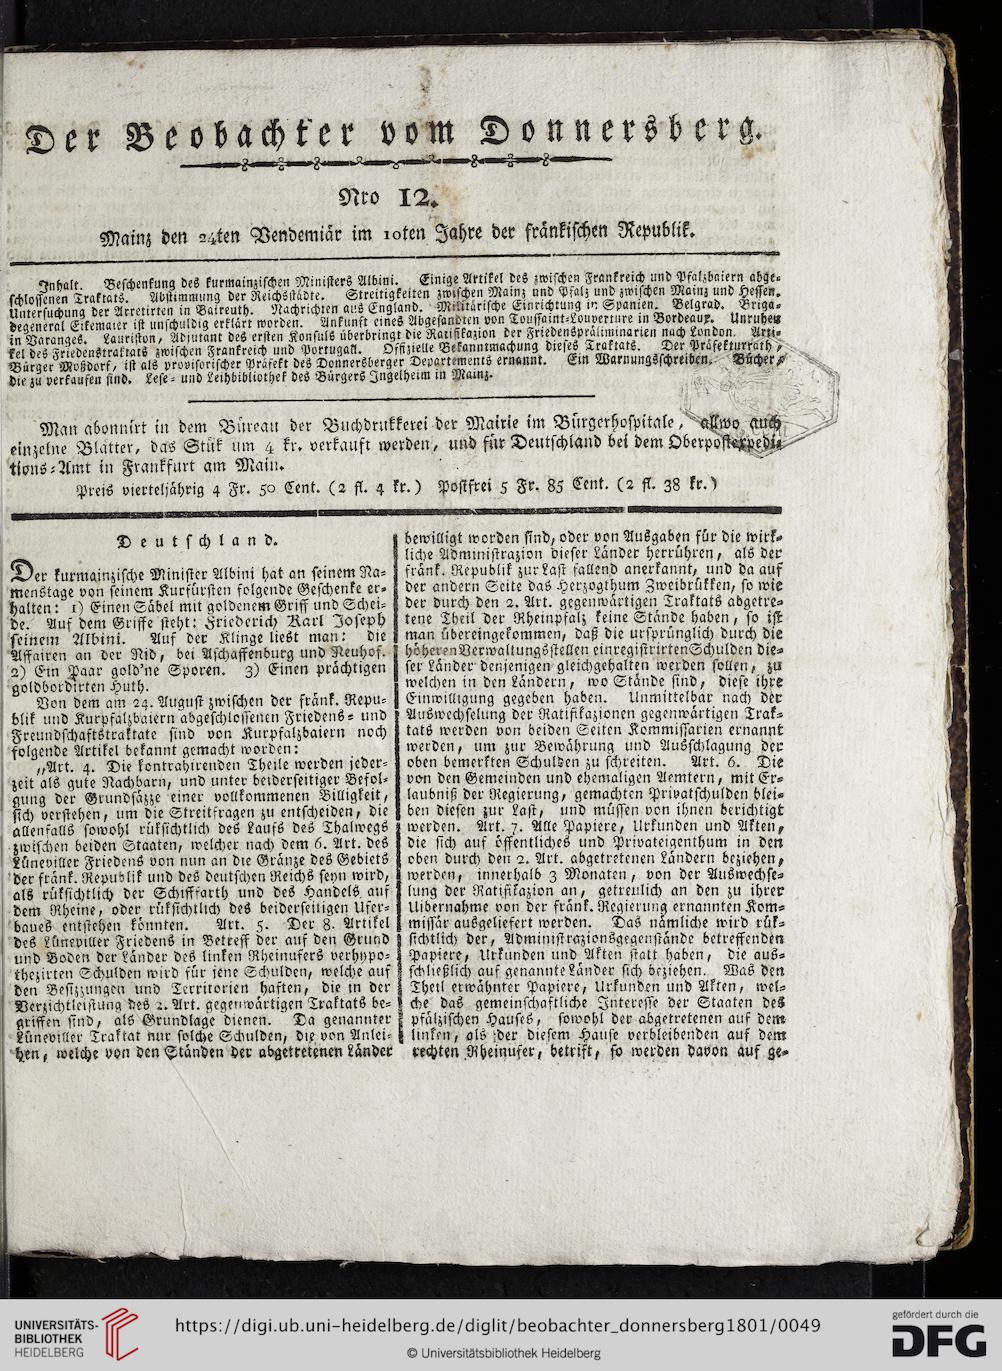 Der Beobachter vom Donnersberg.
Nro 12.
Mainz den 24ten Vendemiär im 10ten Jahre der fränkischen Republik.
Inhalt. Beschenkung des kurmainzischen Ministers Albini. Einige Artikel des zwischen Frankreich und Pfalzbaiern abge-
schlossenen Traktats. Abstimmung der Reichsstädte. Streitigkeiten zwischen Mainz und Pfalz und zwischen Mainz und Hessen.
Untersuchung der Arretirten in Baireuth. Nachrichten aus England. Militärische Einrichtung in Spanien. Belgrad. Briga-
degeneral Eikemaier ist unschuldig erklärt worden. Ankunft eines Abgesandten von Toussaint-Louverture in Bordeaux. Unruhen
in Varanges. Lauriston, Adjutant des ersten Konsuls überbringt die Ratifikazion der Friedenspräliminarien nach London. Arti-
kel des Friedenstraktats zwischen Frankreich und Portugall. Offizielle Bekanntmachung dieses Traktats. Der Präfekturrath,
Bürger Moßdorf, ist als provisorischer Präfekt des Donnersberger Departements ernannt. Ein Warnungsschreiben. Bücher,
die zu verkaufen sind. Lese- und Leihbibliothek des Bürgers Ingelheim in Mainz.
Man abonnirt in dem Büreau der Buchdrukkerei der Mairie im Bürgerhospitale, allwo auch
einzelne Blätter, das Stük um 4 kr. verkauft werden, und für Deutschland bei dem Oberpostexpedi-
tions-Amt in Frankfurt am Main.
Preis vierteljährig 4 Fr. 50 Cent. (2 fl. 4 kr.) Postfrei 5 Fr. 85 Cent. (2 fl. 38 kr.)
Deutschland.
Der kurmainzische Minister Albini hat an seinem Na-
menstage von seinem Kurfürsten folgende Geschenke er-
halten: 1) Einen Säbel mit goldenem Griff und Schei-
de. Auf dem Griffe steht: Friederich Karl Joseph
seinem Albini. Auf der Klinge liest man: die
Affairen an der Nid, bei Aschaffenburg und Neuhof.
2) Ein Paar gold'ne Sporen. 3) Einen prächtigen
goldbordirten Huth.
Von dem am 24. August zwischen der fränk. Repu-
blik und Kurpfalzbaiern abgeschlossenen Friedens- und
Freundschaftstraktate sind von Kurpfalzbaiern noch
folgende Artikel bekannt gemacht worden:
„Art. 4. Die kontrahirenden Theile werden jeder-
zeit als gute Nachbarn, und unter beiderseitiger Befol-
gung der Grundsäzze einer vollkommenen Billigkeit,
sich verstehen, um die Streitfragen zu entscheiden, die
allenfalls sowohl rüksichtlich des Laufs des Thalwegs
zwischen beiden Staaten, welcher nach dem 6. Art. des
Lüneviller Friedens von nun an die Gränze des Gebiets
der fränk. Republik und des deutschen Reichs seyn wird,
als rüksichtlich der Schiffarth und des Handels auf
dem Rheine, oder rüksichtlich des beiderseitigen Ufer-
baues entstehen könnten. Art. 5. Der 8. Artikel
des Lüneviller Friedens in Betreff der auf den Grund
und Boden der Länder des linken Rheinufers verhypo-
thezirten Schulden wird für jene Schulden, welche auf
den Besizzungen und Territorien haften, die in der
Verzichtleistung des 2. Art. gegenwärtigen Traktats be-
griffen sind, als Grundlage dienen. Da genannter
Lüneviller Traktat nur solche Schulden, die von Anlei-
hen, welche von den Ständen der abgetretenen Länder
bewilligt worden sind, oder von Ausgaben für die wirk-
liche Administrazion dieser Länder herrühren, als der
fränk. Republik zur Last fallend anerkannt, und da auf
der andern Seite das Herzogthum Zweibrükken, so wie
der durch den 2. Art. gegenwärtigen Traktats abgetre-
tene Theil der Rheinpfalz keine Stände haben, so ist
man übereingekommen, daß die ursprünglich durch die
höheren Verwaltungsstellen einregistrirten Schulden die-
ser Länder denjenigen gleichgehalten werden sollen, zu
welchen in den Ländern, wo Stände sind, diese ihre
Einwilligung gegeben haben. Unmittelbar nach der
Auswechselung der Ratifikazionen gegenwärtigen Trak-
tats werden von beiden Seiten Kommissarien ernannt
werden, um zur Bewährung und Ausschlagung der
oben bemerkten Schulden zu schreiten. Art. 6. Die
von den Gemeinden und ehemaligen Aemtern, mit Er-
laubniß der Regierung, gemachten Privatschulden blei-
ben diesen zur Last, und müssen von ihnen berichtigt
werden. Art. 7. Alle Papiere, Urkunden und Akten,
die sich auf öffentliches und Privateigenthum in den
oben durch den 2. Art. abgetretenen Ländern beziehen,
werden, innerhalb 3 Monaten, von der Auswechse-
lung der Ratifikazion an, getreulich an den zu ihrer
Uibernahme von der fränk. Regierung ernannten Kom-
missär ausgeliefert werden. Das nämliche wird rük-
sichtlich der, Administrazionsgegenstände betreffenden
Papiere, Urkunden und Akten statt haben, die aus-
schließlich auf genannte Länder sich beziehen. Was den
Theil erwähnter Papiere, Urkunden und Akten, wel-
che das gemeinschaftliche Interesse der Staaten des
pfälzischen Hauses, sowohl der abgetretenen auf dem
linken, als der diesem Hause verbleibenden auf dem
rechten Rheinufer, betrift, so werden davon auf ge-
UNIVERSITÄTS-
BIBLIOTHEK
HEIDELBERG
https://digi.ub.uni-heidelberg.de/diglit/beobachter_donnersberg1801/0049
© Universitätsbibliothek Heidelberg
gefördert durch die
DFG